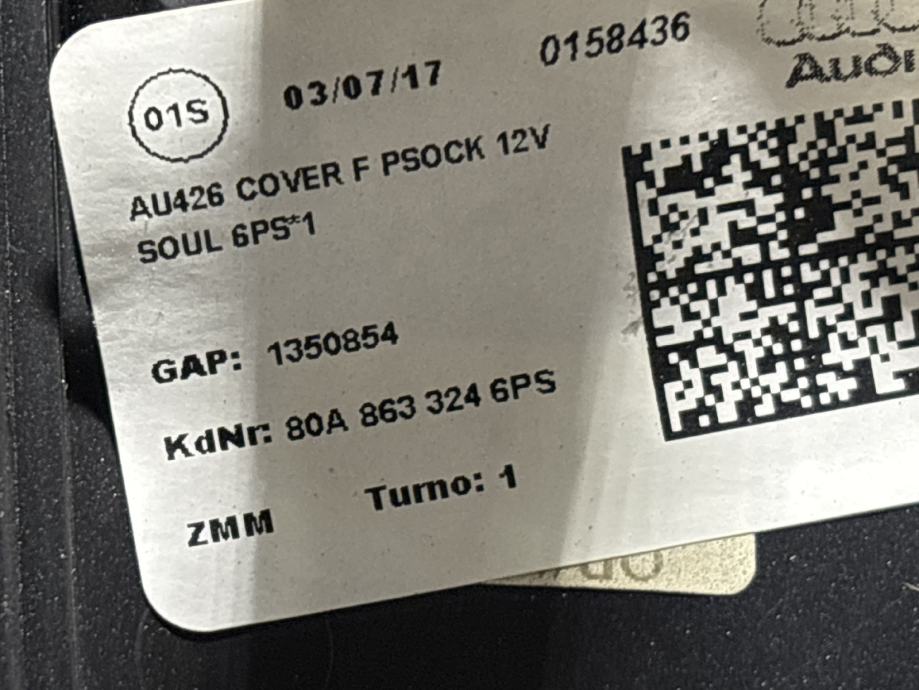 01S 03/07/17 0158436
Audi
AU426 COVER F PSOCK 12V
SOUL 6PS*1
GAP: 1350854
KdNr: 80A 863 324 6PS
ZMM Turno: 1